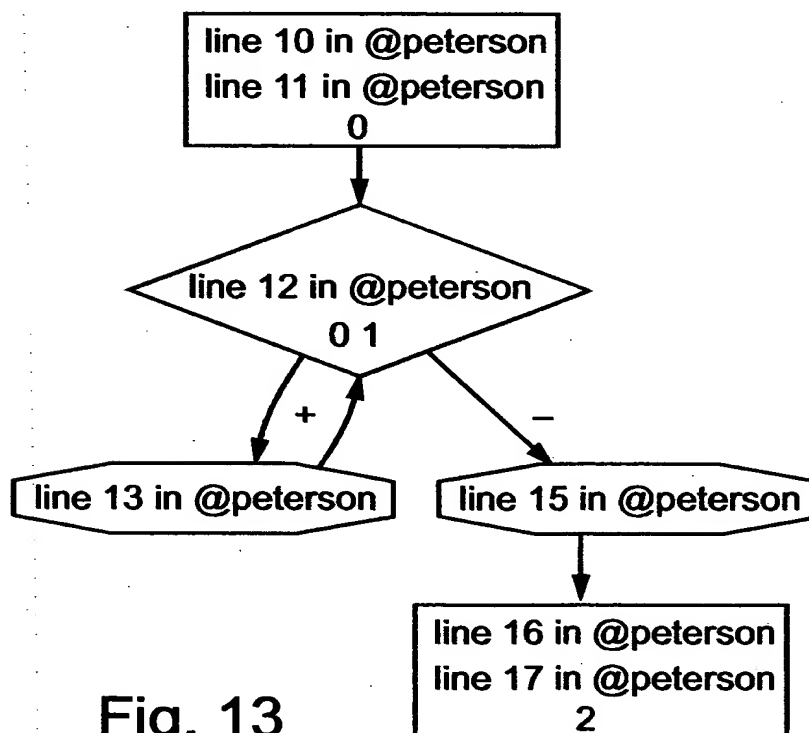 line 10 in @peterson
line 11 in @peterson
0
line 12 in @peterson
0 1
+
−
line 13 in @peterson
line 15 in @peterson
line 16 in @peterson
line 17 in @peterson
2
Fig. 13